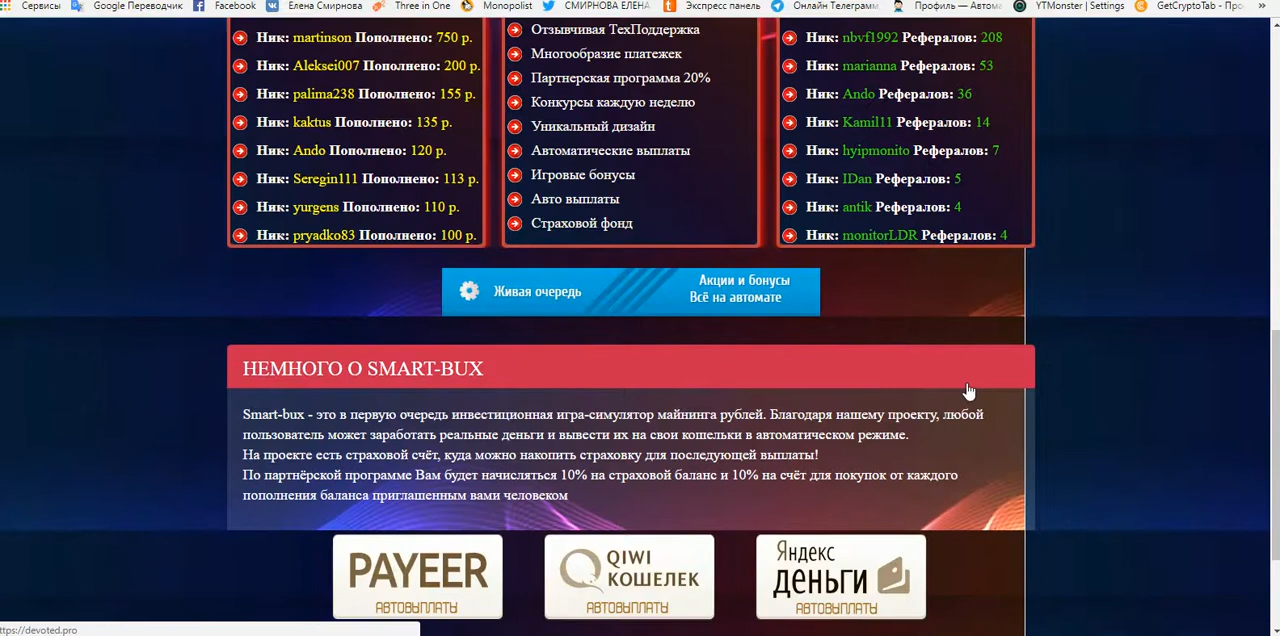 Сервисы Google Переводчик Facebook Елена Смирнова Three in One Monopolist СМИРНОВА ЕЛЕНА Экспресс панель Онлайн Телеграмм Профиль — Автома YTMonster | Settings GetCryptoTab - Про »
Ник: martinson Пополнено: 750 р.
Ник: Aleksei007 Пополнено: 200 р.
Ник: palima238 Пополнено: 155 р.
Ник: kaktus Пополнено: 135 р.
Ник: Ando Пополнено: 120 р.
Ник: Seregin111 Пополнено: 113 р.
Ник: yurgens Пополнено: 110 р.
Ник: pryadko83 Пополнено: 100 р.
Отзывчивая ТехПоддержка
Многообразие платежек
Партнерская программа 20%
Конкурсы каждую неделю
Уникальный дизайн
Автоматические выплаты
Игровые бонусы
Авто выплаты
Страховой фонд
Ник: nbvf1992 Рефералов: 208
Ник: marianna Рефералов: 53
Ник: Ando Рефералов: 36
Ник: Kamil11 Рефералов: 14
Ник: hyipmonito Рефералов: 7
Ник: IDan Рефералов: 5
Ник: antik Рефералов: 4
Ник: monitorLDR Рефералов: 4
Живая очередь
Акции и бонусы
Всё на автомате
НЕМНОГО О SMART-BUX
Smart-bux - это в первую очередь инвестиционная игра-симулятор майнинга рублей. Благодаря нашему проекту, любой
пользователь может заработать реальные деньги и вывести их на свои кошельки в автоматическом режиме.
На проекте есть страховой счёт, куда можно накопить страховку для последующей выплаты!
По партнёрской программе Вам будет начисляться 10% на страховой баланс и 10% на счёт для покупок от каждого
пополнения баланса приглашенным вами человеком
PAYEER
АВТОВЫПЛАТЫ
QIWI
КОШЕЛЕК
АВТОВЫПЛАТЫ
Яндекс
деньги
АВТОВЫПЛАТЫ
ttps://devoted.pro